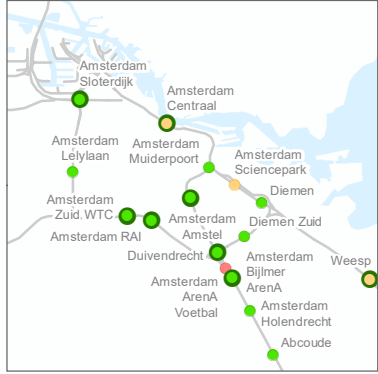 Amsterdam
Sloterdijk
Amsterdam
Centraal
Amsterdam
Lelylaan
Amsterdam
Muiderpoort
Amsterdam
Sciencepark
Diemen
Amsterdam
Zuid.WTC
Amsterdam RAI
Amsterdam
Amstel
Diemen Zuid
Duivendrecht
Amsterdam
Bijlmer
ArenA
Weesp
Amsterdam
ArenA
Voetbal
Amsterdam
Holendrecht
Abcoude